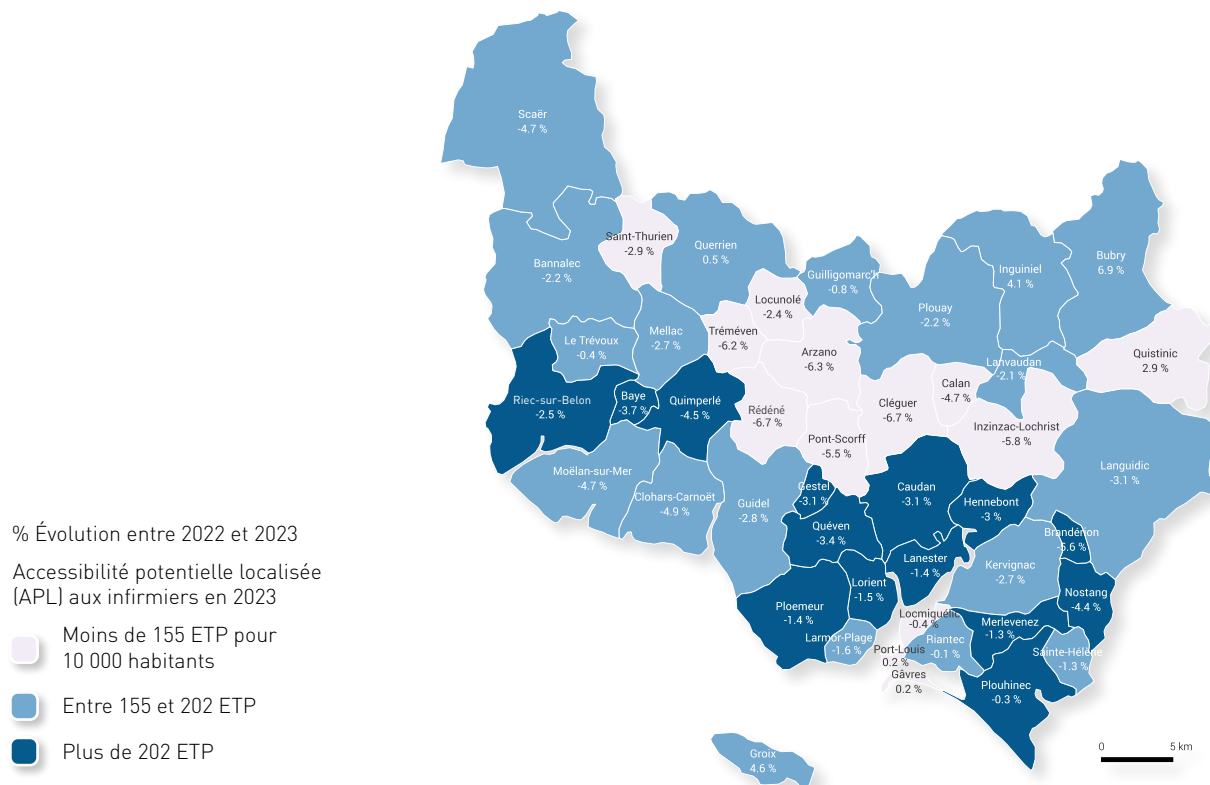 Scaër
-4.7 %
Saint-Thurien
-2.9 %
Querrien
0.5 %
Bannalec
-2.2 %
Guilligomarc'h
-0.8 %
Inguiniel
4.1 %
Bubry
6.9 %
Locunolé
-2.4 %
Plouay
-2.2 %
Le Trévoux
-0.4 %
Mellac
-2.7 %
Tréméven
-6.2 %
Arzano
-6.3 %
Lanvaudan
-2.1 %
Quistinic
2.9 %
Riec-sur-Belon
-2.5 %
Baye
-3.7 %
Quimperlé
-4.5 %
Rédéné
-6.7 %
Cléguer
-6.7 %
Calan
-4.7 %
Inzinzac-Lochrist
-5.8 %
Pont-Scorff
-5.5 %
Moëlan-sur-Mer
-4.7 %
Clohars-Carnoët
-4.9 %
Guidel
-2.8 %
Gestel
-3.1 %
Caudan
-3.1 %
Hennebont
-3 %
Languidic
-3.1 %
Quéven
-3.4 %
Brandérion
-5.6 %
Lanester
-1.4 %
Kervignac
-2.7 %
Lorient
-1.5 %
Nostang
-4.4 %
Ploemeur
-1.4 %
Locmiquélic
-0.4 %
Merlevenez
-1.3 %
Larmor-Plage
-1.6 %
Riantec
-0.1 %
Port-Louis
0.2 %
Sainte-Hélène
-1.3 %
Gâvres
0.2 %
Plouhinec
-0.3 %
Groix
4.6 %
% Évolution entre 2022 et 2023
Accessibilité potentielle localisée
(APL) aux infirmiers en 2023
Moins de 155 ETP pour
10 000 habitants
Entre 155 et 202 ETP
Plus de 202 ETP
0 5 km